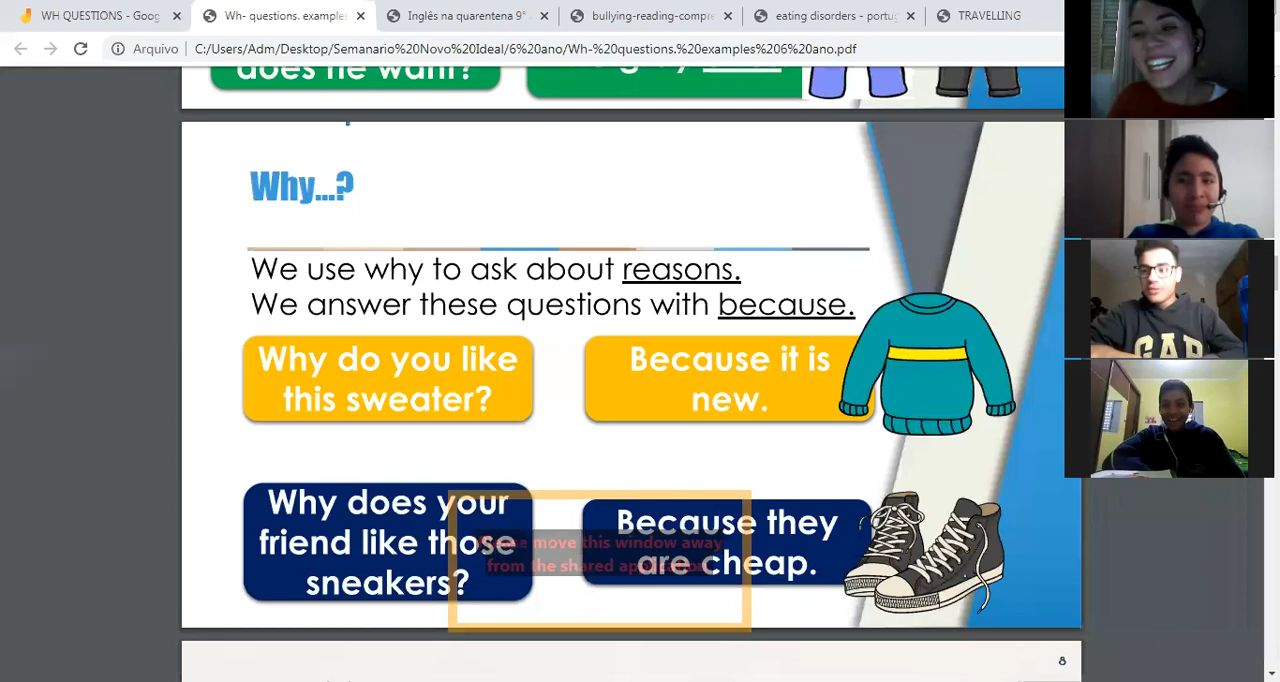 WH QUESTIONS - Goog
Wh- questions. example
Inglês na quarentena 9°
bullying-reading-compre
eating disorders - portu
TRAVELLING
Arquivo
C:/Users/Adm/Desktop/Semanario%20Novo%20Ideal/6%20ano/Wh-%20questions.%20examples%206%20ano.pdf
does he want?
Why...?
We use why to ask about reasons.
We answer these questions with because.
Why do you like
this sweater?
Because it is
new.
Why does your
friend like those
sneakers?
Because they
are cheap.
move this window away
from the shared application
GAP
8